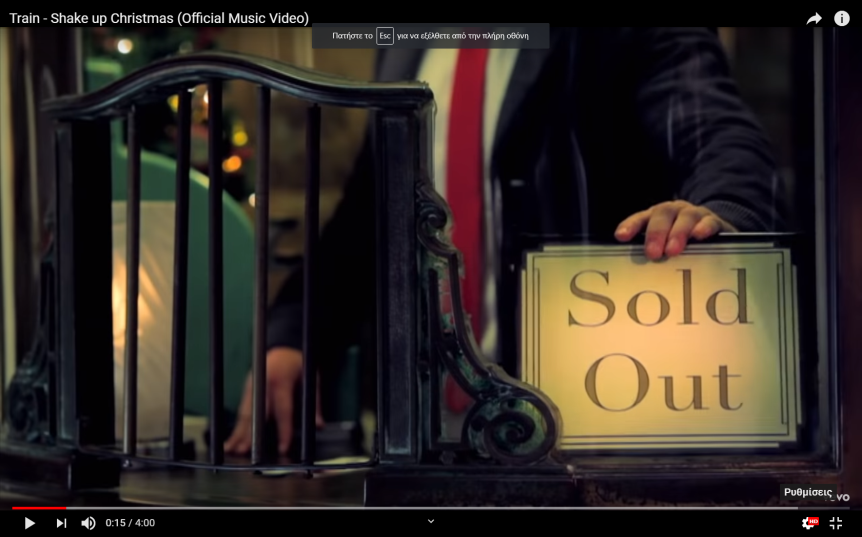 Train - Shake up Christmas (Official Music Video)
Πατήστε το Esc για να εξέλθετε από την πλήρη οθόνη
Sold
Out
Ρυθμίσεις
0:15 / 4:00
HD